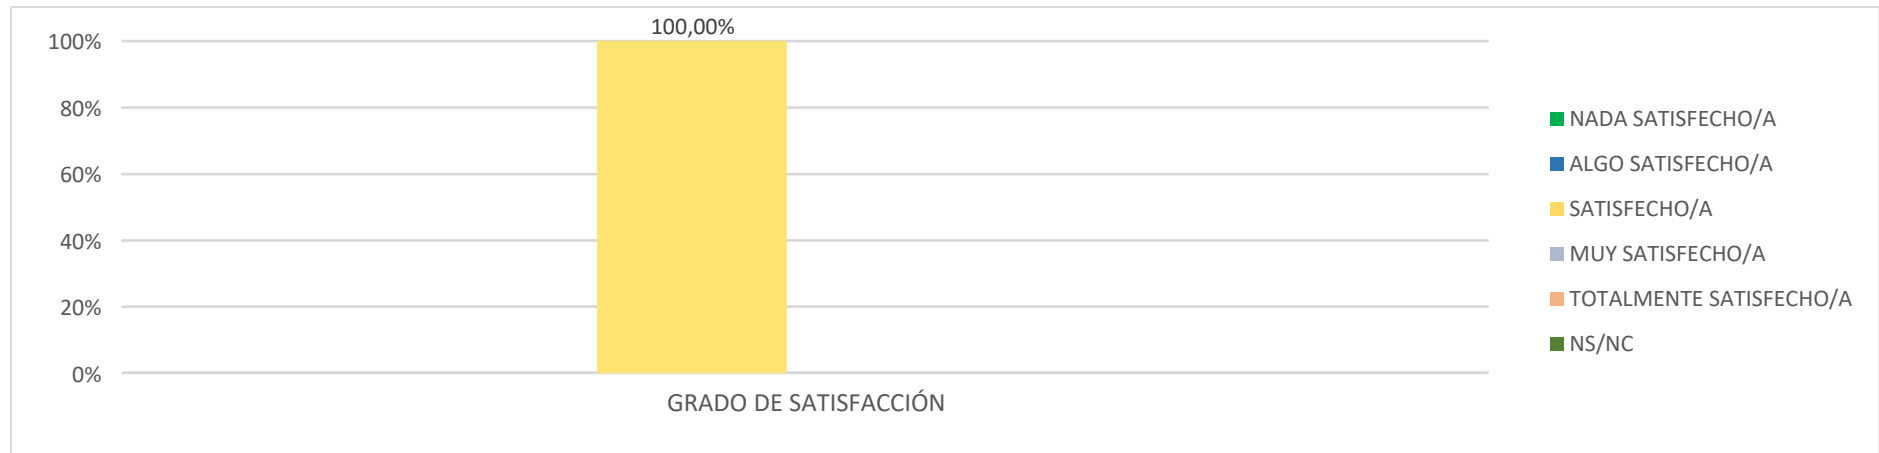 100,00%
100%
80%
60%
40%
20%
0%
GRADO DE SATISFACCIÓN
NADA SATISFECHO/A
ALGO SATISFECHO/A
SATISFECHO/A
MUY SATISFECHO/A
TOTALMENTE SATISFECHO/A
NS/NC